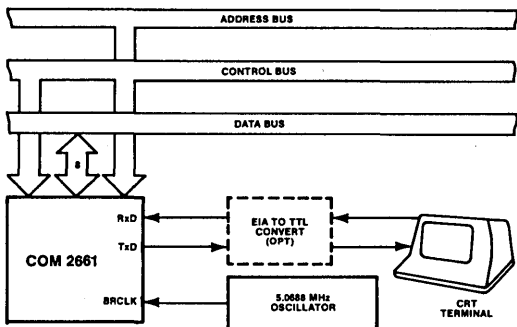 ADDRESS BUS
CONTROL BUS
DATA BUS
8
RxD
TxD
COM 2661
BRCLK
EIA TO TTL
CONVERT
(OPT)
5.0688 MHz
OSCILLATOR
CRT
TERMINAL